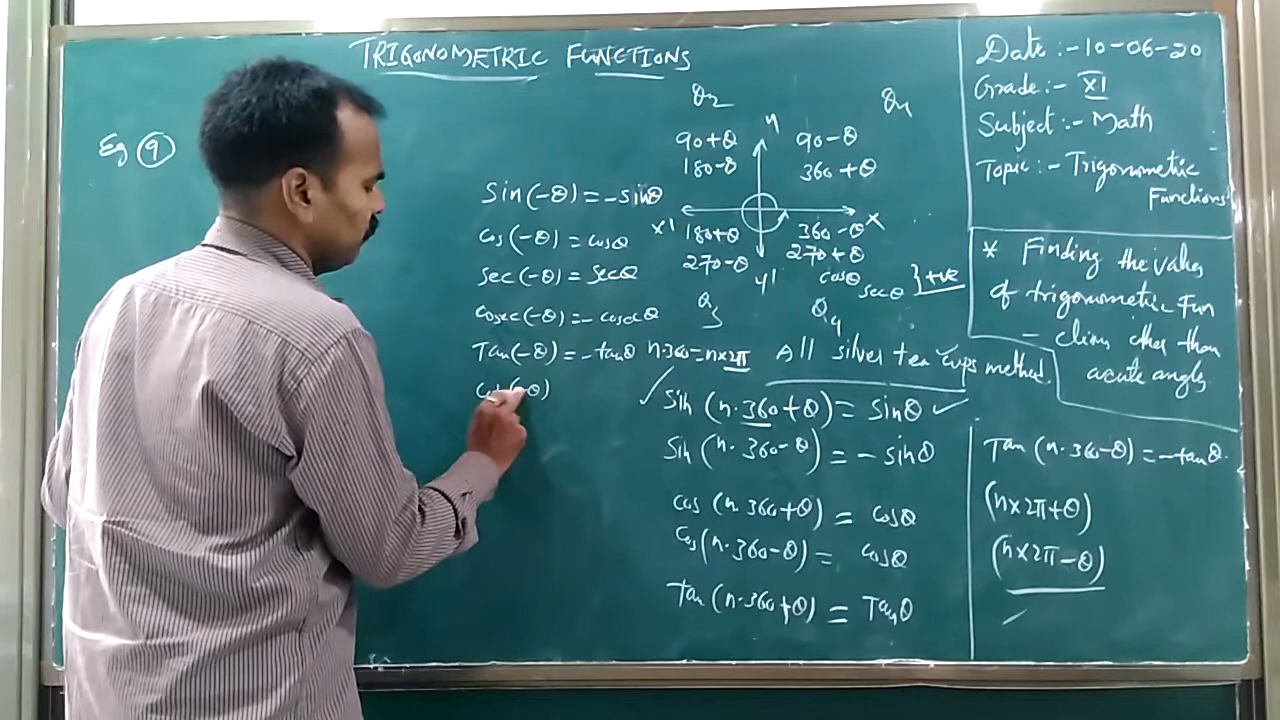 TRIGONOMETRIC FUNCTIONS
Eg 9
Sin(-θ) = -sinθ
Cos(-θ) = cosθ
Sec(-θ) = Secθ
Cosec(-θ) = - cosecθ
Tan(-θ) = -tanθ
Cot(-θ)
Q2 Q1
90+θ 90-θ
180-θ 360+θ
Y
X1 X
180+θ 360-θ
270-θ 270+θ
Y1
cosθ
secθ } +ve
Q3 Q4
n·360 = n×2π
All silver tea cups method.
Sin (n·360+θ) = sinθ
Sin (n·360-θ) = - sinθ
cos (n·360+θ) = cosθ
Cos (n·360-θ) = cosθ
Tan (n·360+θ) = Tanθ
Date :- 10-06-20
Grade :- XI
Subject :- Math
Topic :- Trigonometric
Functions
* Finding the values
of trigonometric Fun
- ctions other than
acute angles
Tan (n·360-θ) = -tanθ.
(n×2π+θ)
(n×2π-θ)